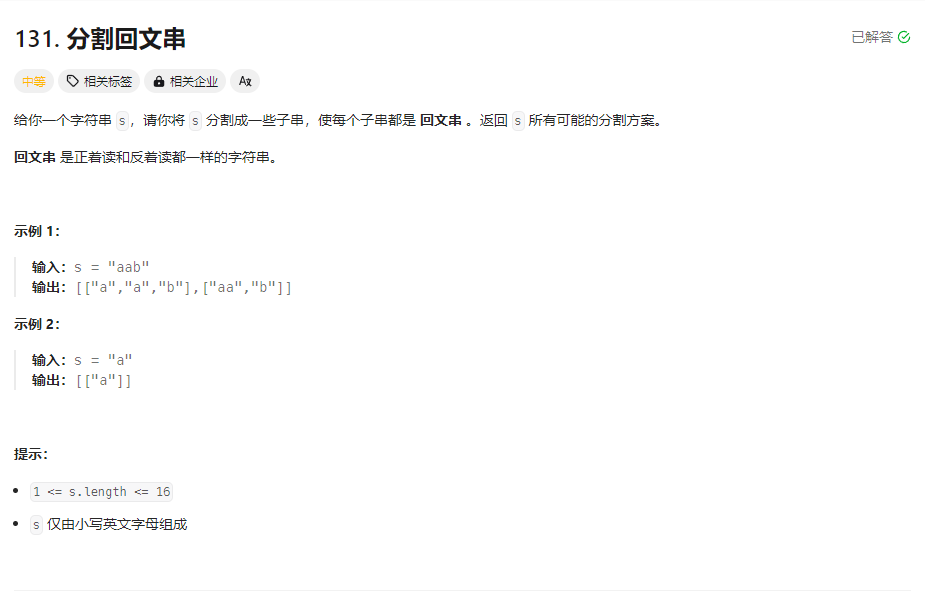 131. 分割回文串
已解答
中等 相关标签 相关企业 Ax
给你一个字符串 s，请你将 s 分割成一些子串，使每个子串都是 回文串 。返回 s 所有可能的分割方案。
回文串 是正着读和反着读都一样的字符串。
示例 1：
输入：s = "aab"
输出：[["a","a","b"],["aa","b"]]
示例 2：
输入：s = "a"
输出：[["a"]]
提示：
1 <= s.length <= 16
s 仅由小写英文字母组成